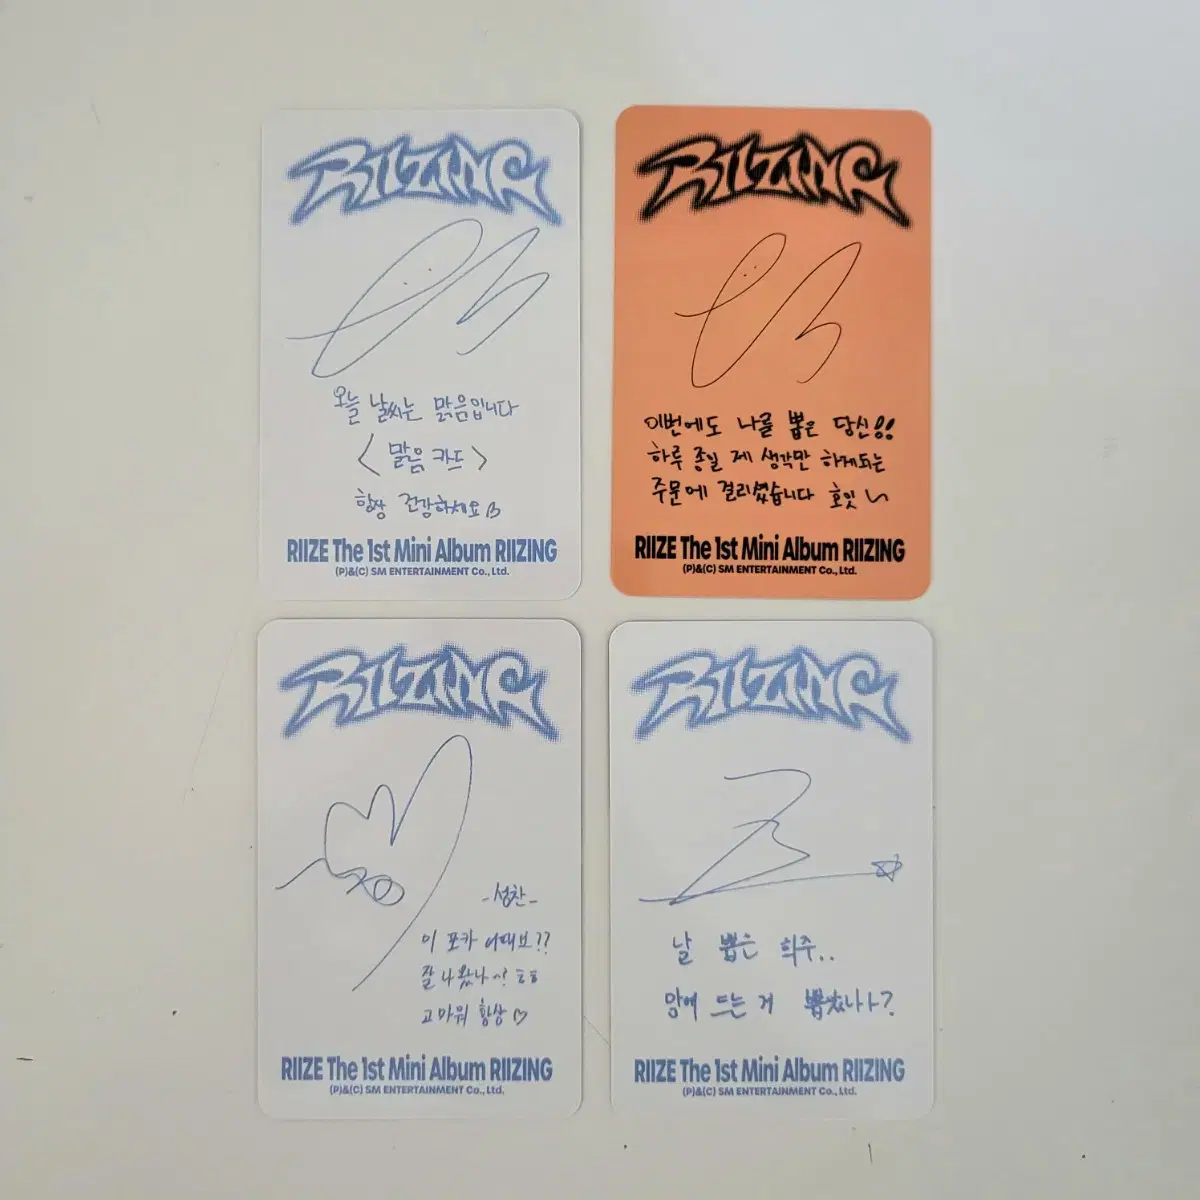 RIIZING
오늘 날씨는 맑음입니다
<맑음 카드>
항상 건강하세요
RIIZE The 1st Mini Album RIIZING
(P)&(C) SM ENTERTAINMENT Co., Ltd.
RIIZING
이번에도 나를 뽑은 당신!!
하루 종일 제 생각만 하게되는
주문에 걸리셨습니다 호잇~
RIIZE The 1st Mini Album RIIZING
(P)&(C) SM ENTERTAINMENT Co., Ltd.
RIIZING
-성찬-
이 포카 어때보??
잘 나왔나~! ㅎㅎ
고마워 항상♡
RIIZE The 1st Mini Album RIIZING
(P)&(C) SM ENTERTAINMENT Co., Ltd.
RIIZING
날 뽑은 희주..
맘에 드는 거 뽑았나?
RIIZE The 1st Mini Album RIIZING
(P)&(C) SM ENTERTAINMENT Co., Ltd.